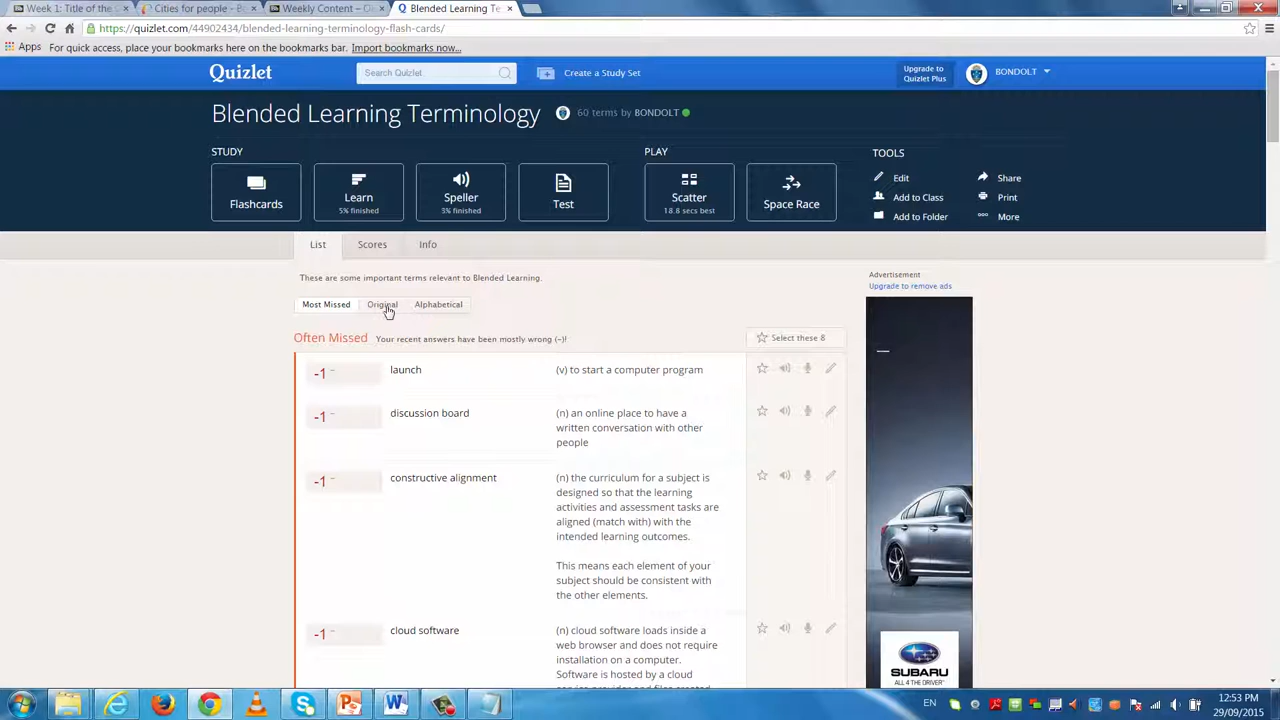 Week 1: Title of the
Cities for people - B
Weekly Content – Di
Blended Learning Te
https://quizlet.com/44902434/blended-learning-terminology-flash-cards/
Apps
For quick access, place your bookmarks here on the bookmarks bar. Import bookmarks now...
Quizlet
Search Quizlet
Create a Study Set
Upgrade to
Quizlet Plus
BONDOLT
Blended Learning Terminology
60 terms by BONDOLT
STUDY
PLAY
TOOLS
Flashcards
Learn
5% finished
Speller
3% finished
Test
Scatter
18.8 secs best
Space Race
Edit
Share
Add to Class
Print
Add to Folder
More
List
Scores
Info
These are some important terms relevant to Blended Learning.
Advertisement
Upgrade to remove ads
Most Missed
Original
Alphabetical
Often Missed
Your recent answers have been mostly wrong (–)!
Select these 8
-1 –
launch
(v) to start a computer program
-1 –
discussion board
(n) an online place to have a
written conversation with other
people
-1 –
constructive alignment
(n) the curriculum for a subject is
designed so that the learning
activities and assessment tasks are
aligned (match with) with the
intended learning outcomes.
This means each element of your
subject should be consistent with
the other elements.
-1 –
cloud software
(n) cloud software loads inside a
web browser and does not require
installation on a computer.
Software is hosted by a cloud
SUBARU
ALL 4 THE DRIVER
EN
12:53 PM
29/09/2015